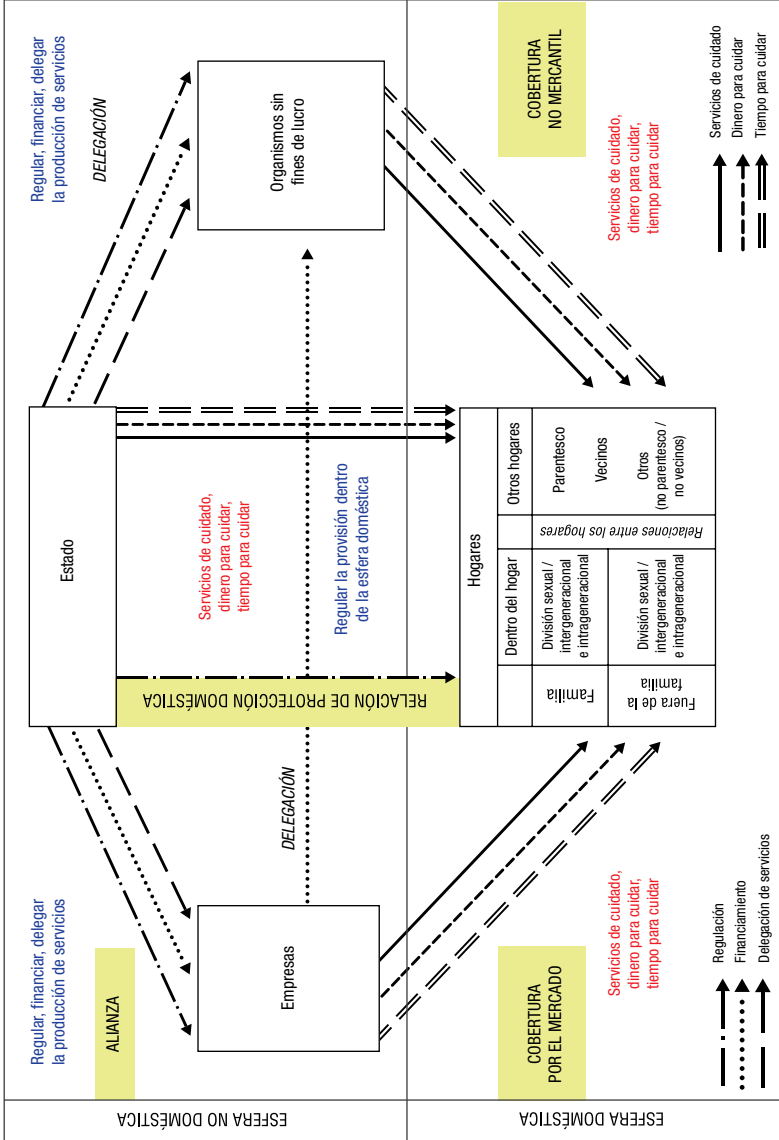 ESFERA NO DOMÉSTICA
Regular, financiar, delegar
la producción de servicios
ALIANZA
Estado
Regular, financiar, delegar
la producción de servicios
DELEGACIÓN
Empresas
DELEGACIÓN
RELACIÓN DE PROTECCIÓN DOMÉSTICA
Servicios de cuidado,
dinero para cuidar,
tiempo para cuidar
Regular la provisión dentro
de la esfera doméstica
Organismos sin
fines de lucro
ESFERA DOMÉSTICA
COBERTURA
POR EL MERCADO
Servicios de cuidado,
dinero para cuidar,
tiempo para cuidar
Hogares
Dentro del hogar
Otros hogares
Familia
División sexual /
intergeneracional
e intrageneracional
Relaciones entre los hogares
Parentesco
Vecinos
Fuera de la
familia
División sexual /
intergeneracional
e intrageneracional
Otros
(no parentesco /
no vecinos)
COBERTURA
NO MERCANTIL
Servicios de cuidado,
dinero para cuidar,
tiempo para cuidar
Regulación
Financiamiento
Delegación de servicios
Servicios de cuidado
Dinero para cuidar
Tiempo para cuidar